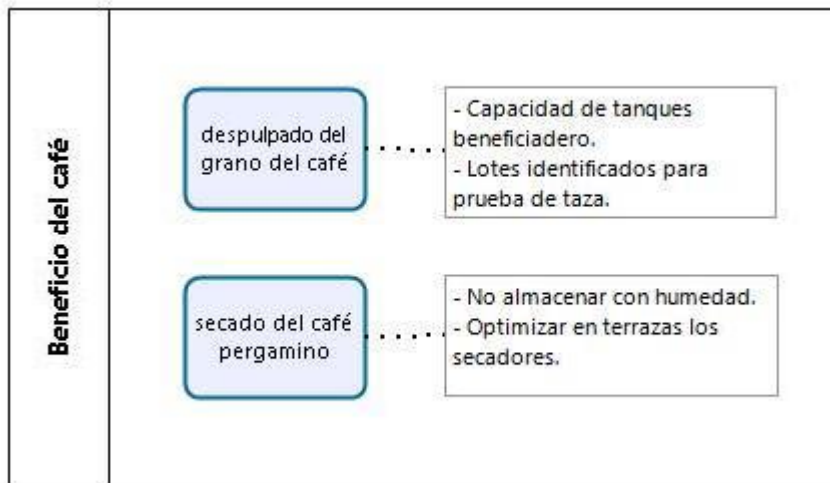 Beneficio del café
despulpado del
grano del café
- Capacidad de tanques
beneficiadero.
- Lotes identificados para
prueba de taza.
secado del café
pergamino
- No almacenar con humedad.
- Optimizar en terrazas los
secadores.